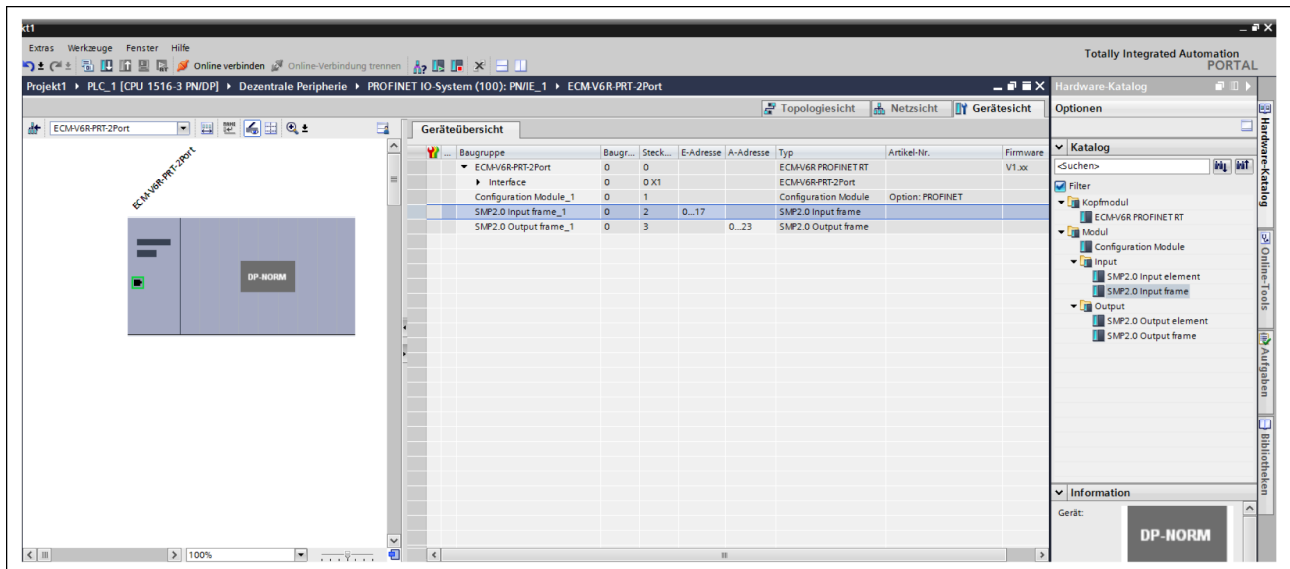 kt1
Extras Werkzeuge Fenster Hilfe
Totally Integrated Automation
PORTAL
Online verbinden Online-Verbindung trennen
Projekt1 PLC_1 [CPU 1516-3 PN/DP] Dezentrale Peripherie PROFINET IO-System (100): PN/IE_1 ECM-V6R-PRT-2Port
Hardware-Katalog
Topologiesicht Netzsicht Gerätesicht
Optionen
ECM-V6R-PRT-2Port
Geräteübersicht
... Baugruppe Baugr... Steck... E-Adresse A-Adresse Typ Artikel-Nr. Firmware
ECM-V6R-PRT-2Port 0 0 ECM-V6R PROFINET RT V1.xx
Interface 0 0 X1 ECM-V6R-PRT-2Port
Configuration Module_1 0 1 Configuration Module Option: PROFINET
SMP2.0 Input frame_1 0 2 0...17 SMP2.0 Input frame
SMP2.0 Output frame_1 0 3 0...23 SMP2.0 Output frame
ECM-V6R-PRT-2Port
DP-NORM
100%
Katalog
<Suchen>
Filter
Kopfmodul
ECM-V6R PROFINET RT
Modul
Configuration Module
Input
SMP2.0 Input element
SMP2.0 Input frame
Output
SMP2.0 Output element
SMP2.0 Output frame
Information
Gerät:
DP-NORM
Hardware-Katalog
Online-Tools
Aufgaben
Bibliotheken